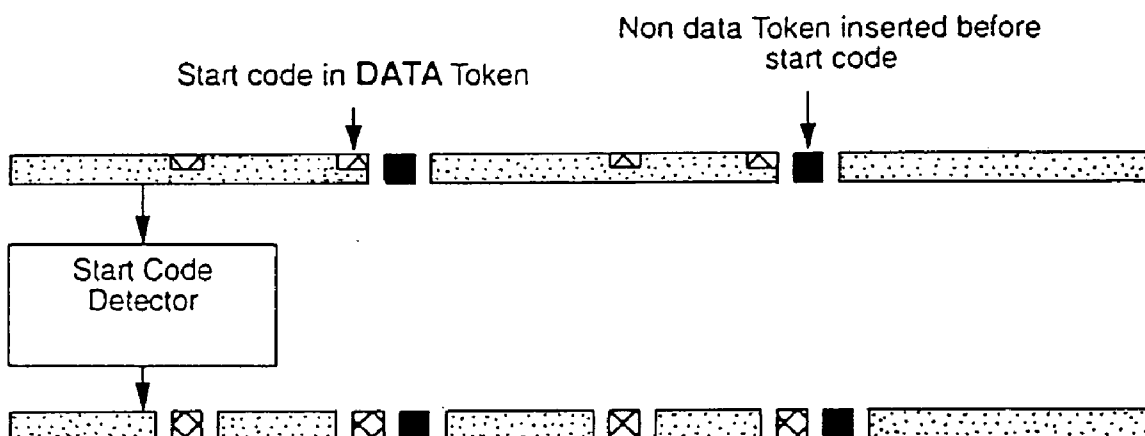 Non data Token inserted before
start code
Start code in DATA Token
Start Code
Detector